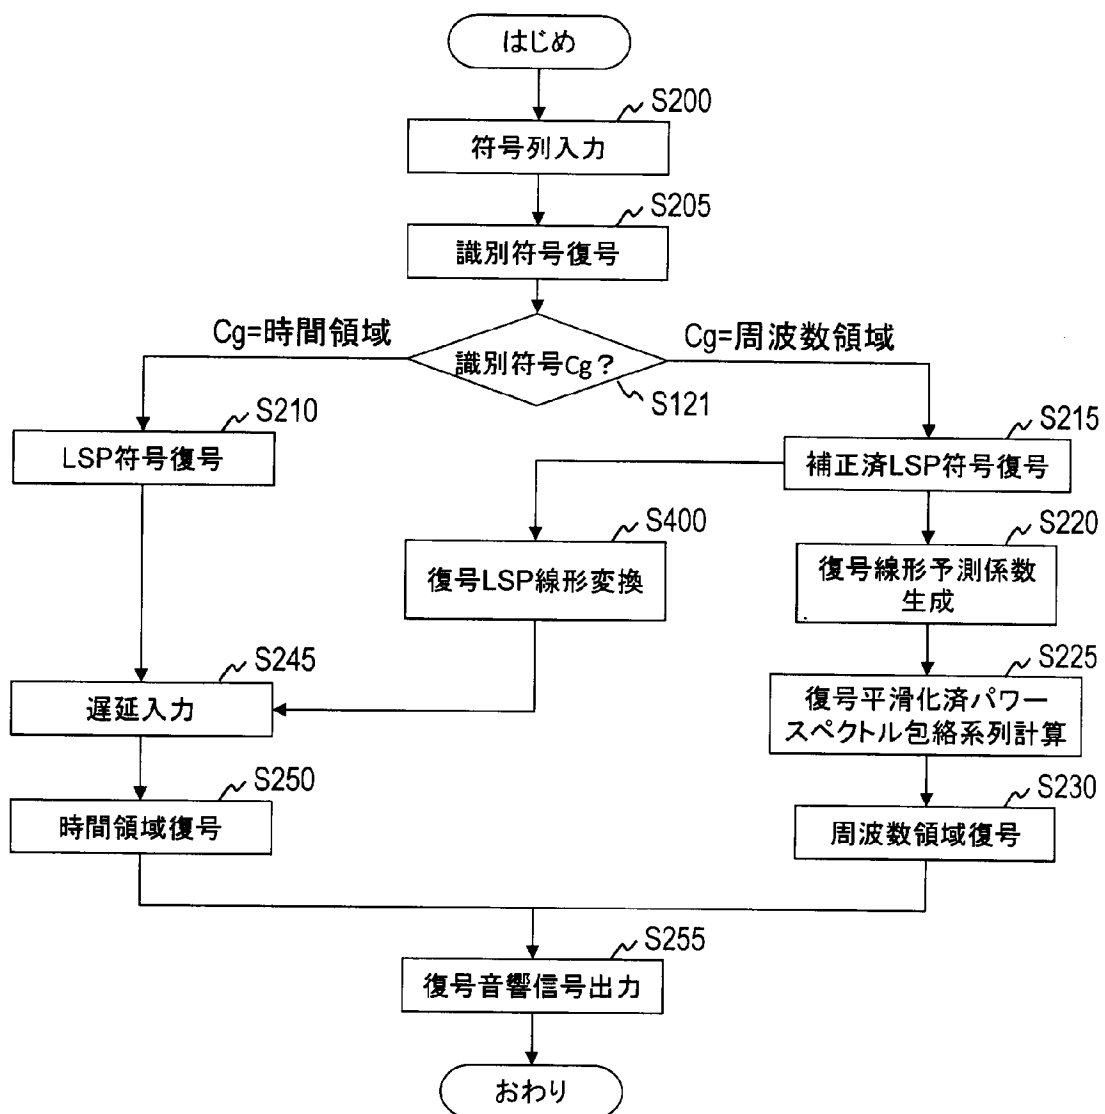 はじめ
S200
符号列入力
S205
識別符号復号
Cg=時間領域
Cg=周波数領域
識別符号Cg?
S121
S210
LSP符号復号
S215
補正済LSP符号復号
S400
復号LSP線形変換
S220
復号線形予測係数
生成
S245
遅延入力
S225
復号平滑化済パワー
スペクトル包絡系列計算
S250
時間領域復号
S230
周波数領域復号
S255
復号音響信号出力
おわり